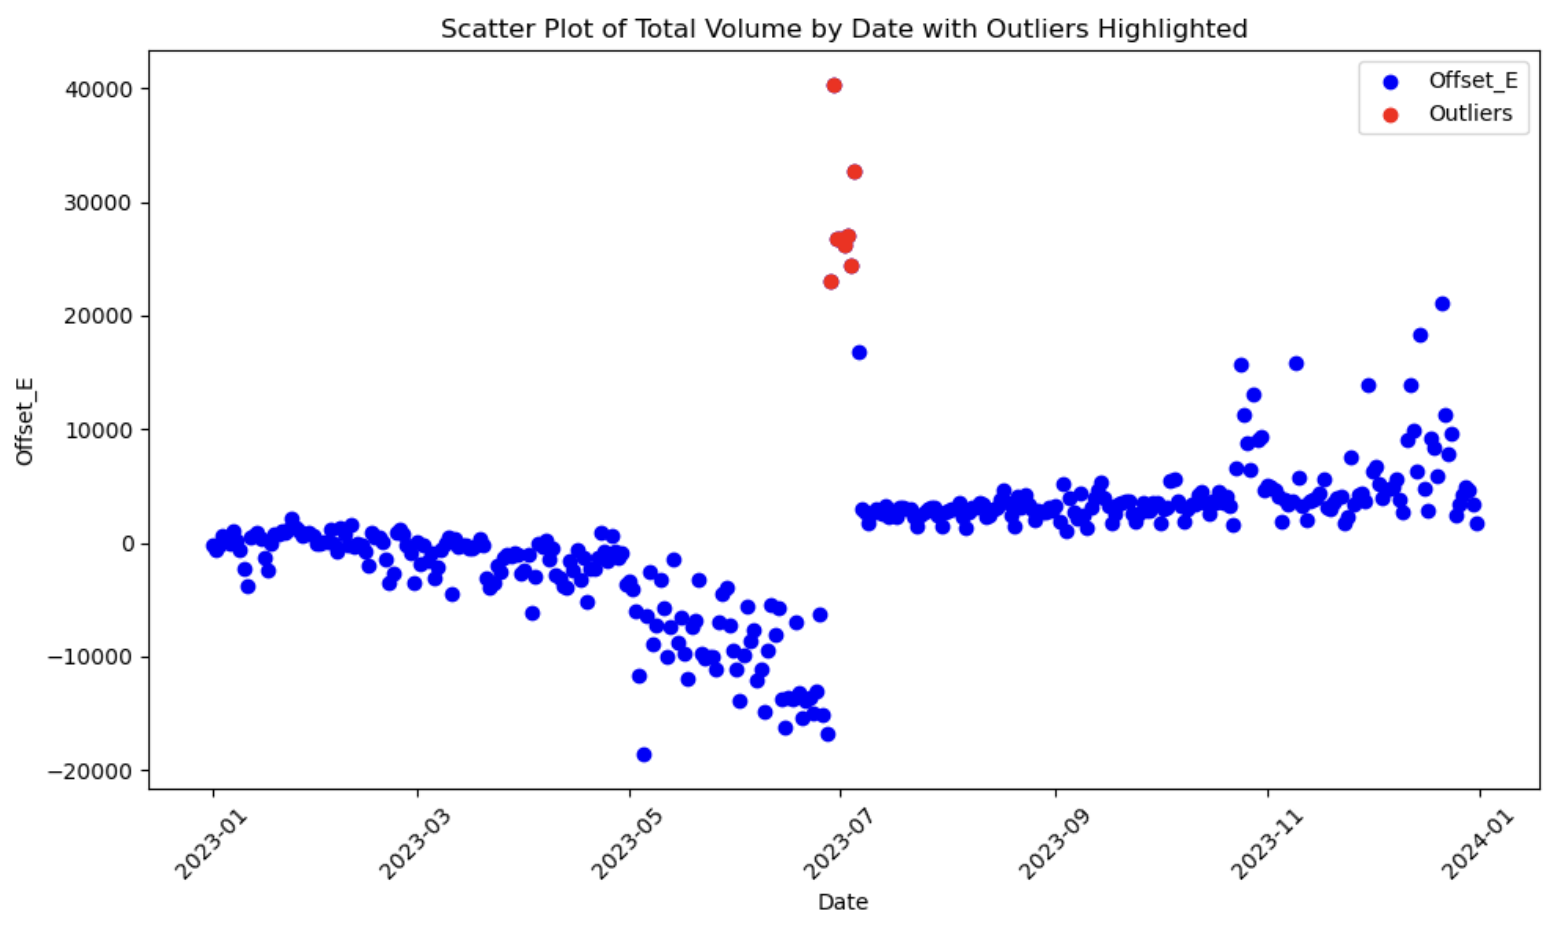 Scatter Plot of Total Volume by Date with Outliers Highlighted
Offset_E
Outliers
40000
30000
20000
10000
0
−10000
−20000
Offset_E
2023-01
2023-03
2023-05
2023-07
2023-09
2023-11
2024-01
Date